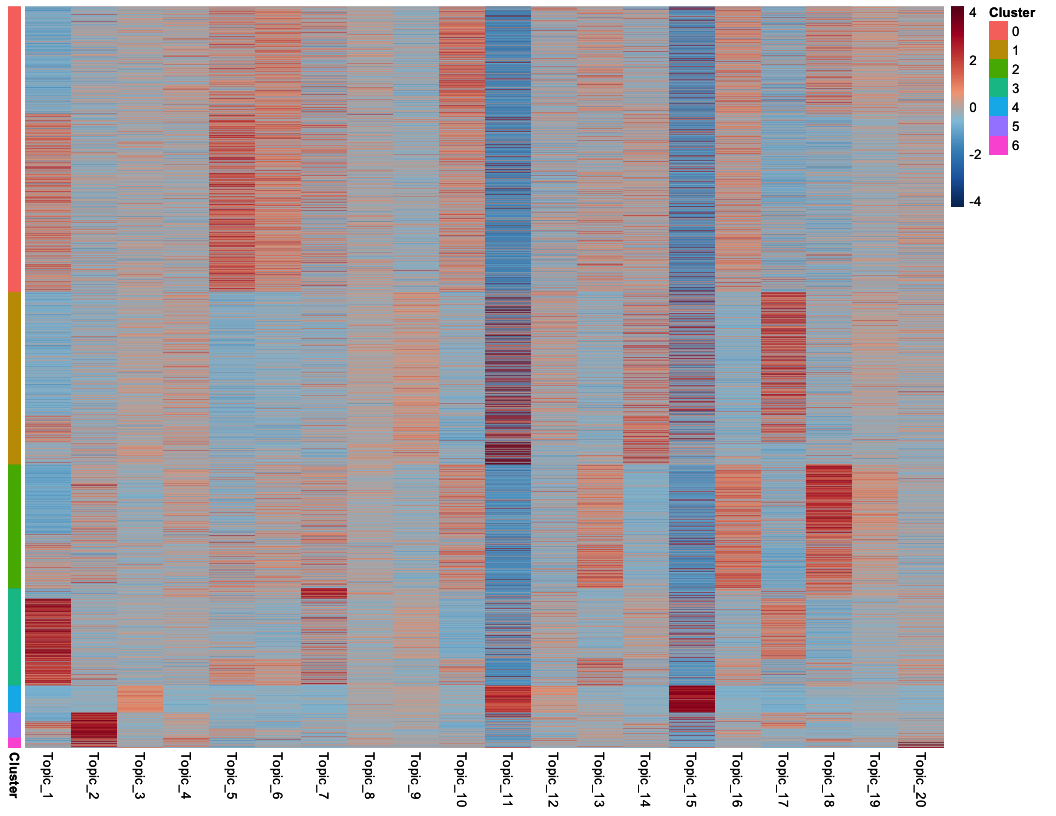 4
2
0
-2
-4
Cluster
0
1
2
3
4
5
6
Cluster
Topic_1
Topic_2
Topic_3
Topic_4
Topic_5
Topic_6
Topic_7
Topic_8
Topic_9
Topic_10
Topic_11
Topic_12
Topic_13
Topic_14
Topic_15
Topic_16
Topic_17
Topic_18
Topic_19
Topic_20